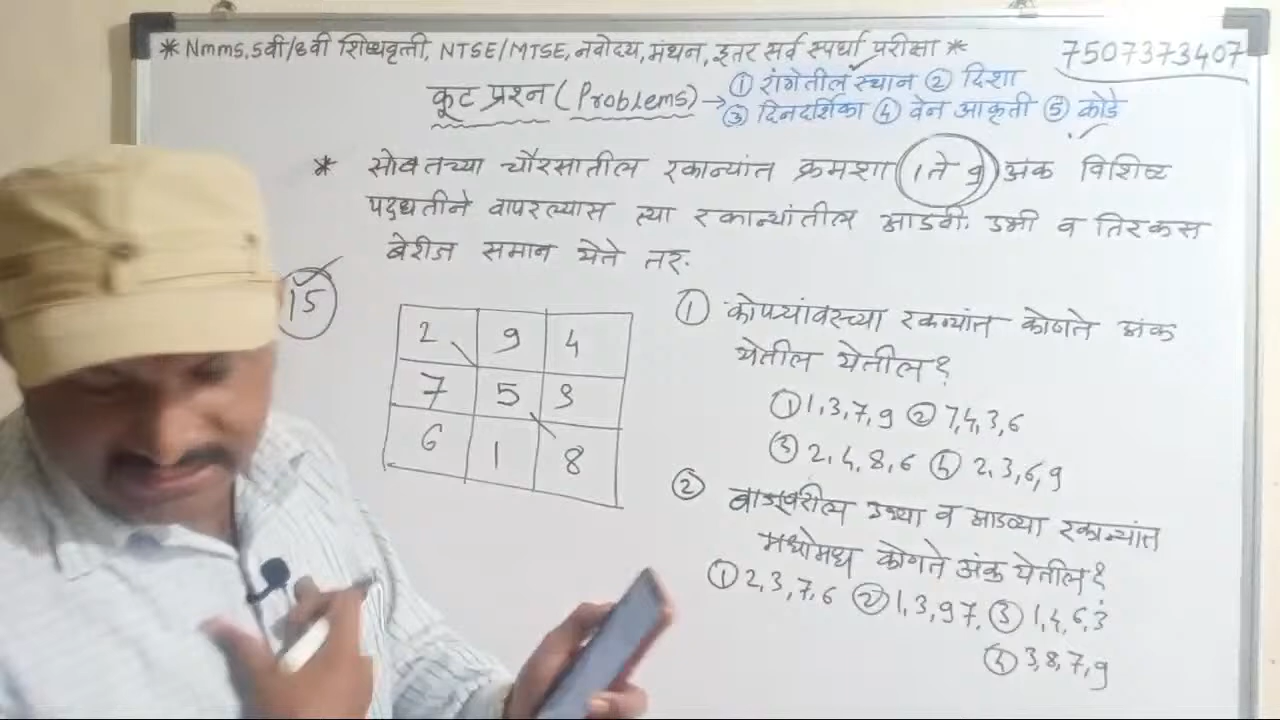 * Nmms, 5वी/8वी शिष्यवृत्ती, NTSE/MTSE, नवोदय, मंथन, इतर सर्व स्पर्धा परीक्षा *
7507373407
कूट प्रश्न (Problems) → ① रांगेतील स्थान ② दिशा
③ दिनदर्शिका ④ वेन आकृती ⑤ कोडे
* सोबतच्या चौरसातील रकान्यांत क्रमशा 1 ते 9 अंक विशिष्ट
पद्धतीने वापरल्यास त्या रकान्यांतील आडवी, उभी व तिरकस
बेरीज समान येते तर.
15
2 9 4
7 5 3
6 1 8
① कोपऱ्यांवरच्या रकान्यांत कोणते अंक
येतील येतील?
① 1,3,7,9 ② 7,4,3,6
③ 2,4,8,6 ④ 2,3,6,9
② बाजूवरील उभ्या व आडव्या रकान्यांत
मधोमध कोणते अंक येतील?
① 2,3,7,6 ② 1,3,9 7. ③ 1,4,6,3
④ 3,8,7,9